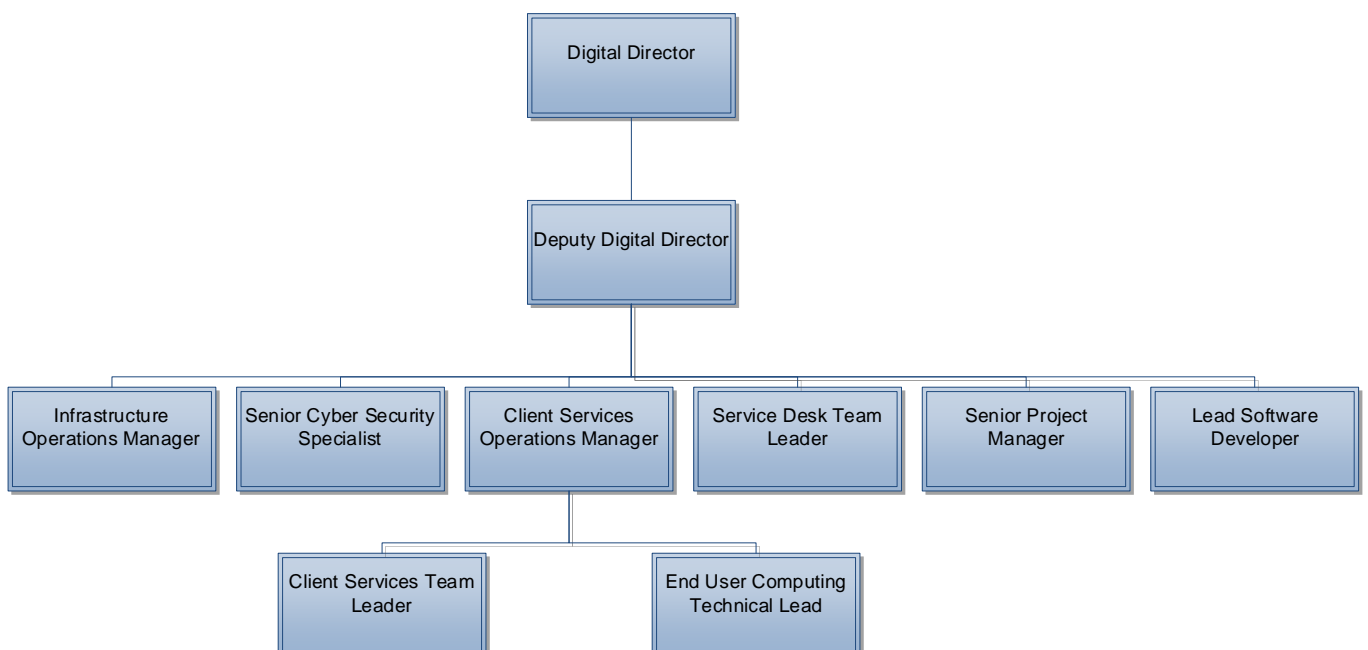 Digital Director
Deputy Digital Director
Infrastructure
Operations Manager
Senior Cyber Security
Specialist
Client Services
Operations Manager
Service Desk Team
Leader
Senior Project
Manager
Lead Software
Developer
Client Services Team
Leader
End User Computing
Technical Lead